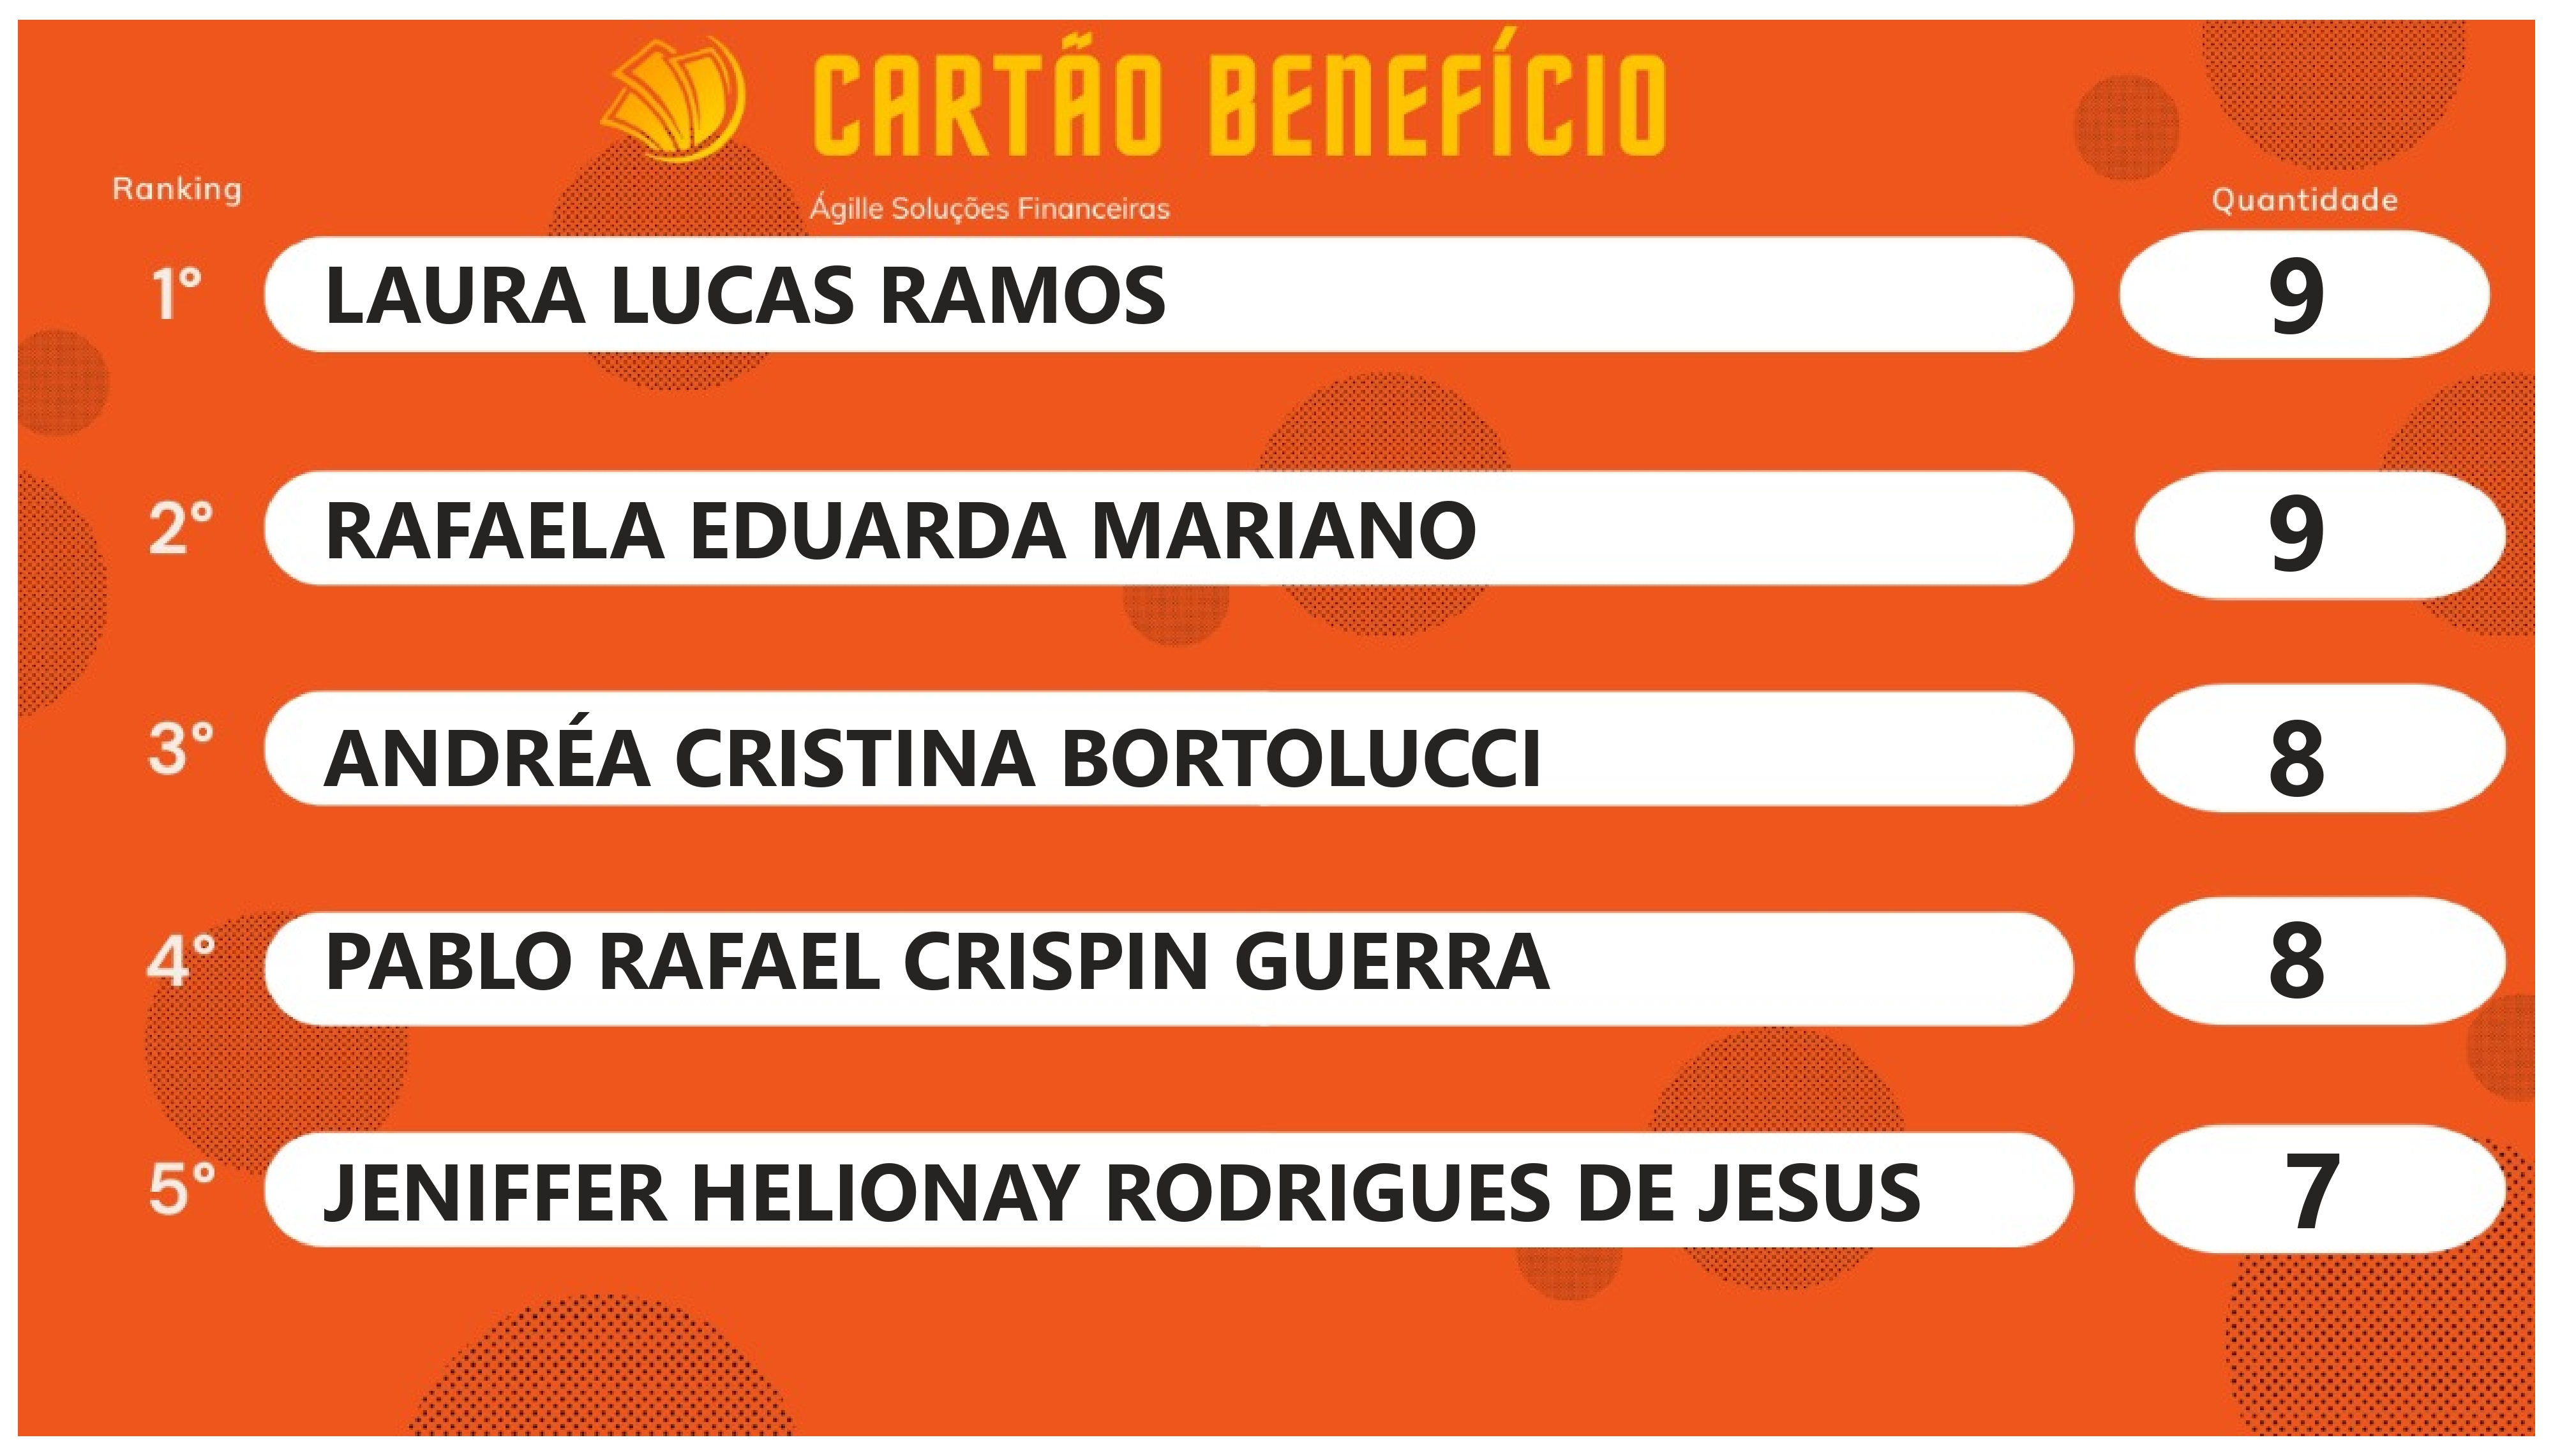 CARTÃO BENEFÍCIO
Ranking
Ágille Soluções Financeiras
Quantidade
1° LAURA LUCAS RAMOS 9
2° RAFAELA EDUARDA MARIANO 9
3° ANDRÉA CRISTINA BORTOLUCCI 8
4° PABLO RAFAEL CRISPIN GUERRA 8
5° JENIFFER HELIONAY RODRIGUES DE JESUS 7